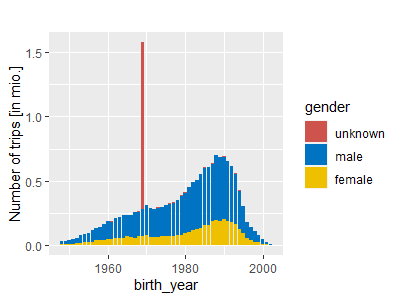 Number of trips [in mio.]
1.5
1.0
0.5
0.0
1960
1980
2000
birth_year
gender
unknown
male
female